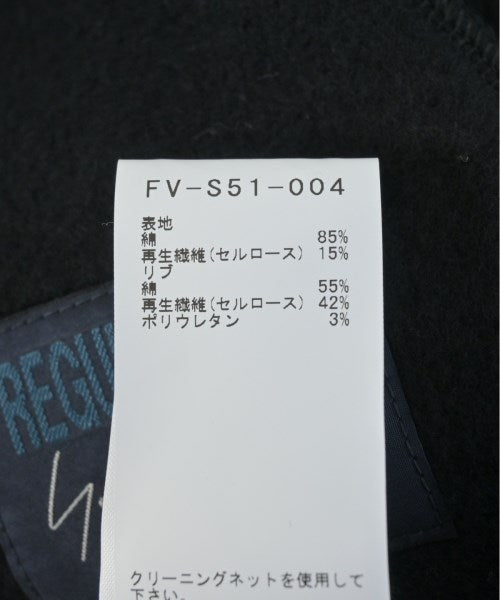 FV-S51-004
表地
綿 85%
再生繊維(セルロース) 15%
リブ
綿 55%
再生繊維(セルロース) 42%
ポリウレタン 3%
クリーニングネットを使用して
下さい。